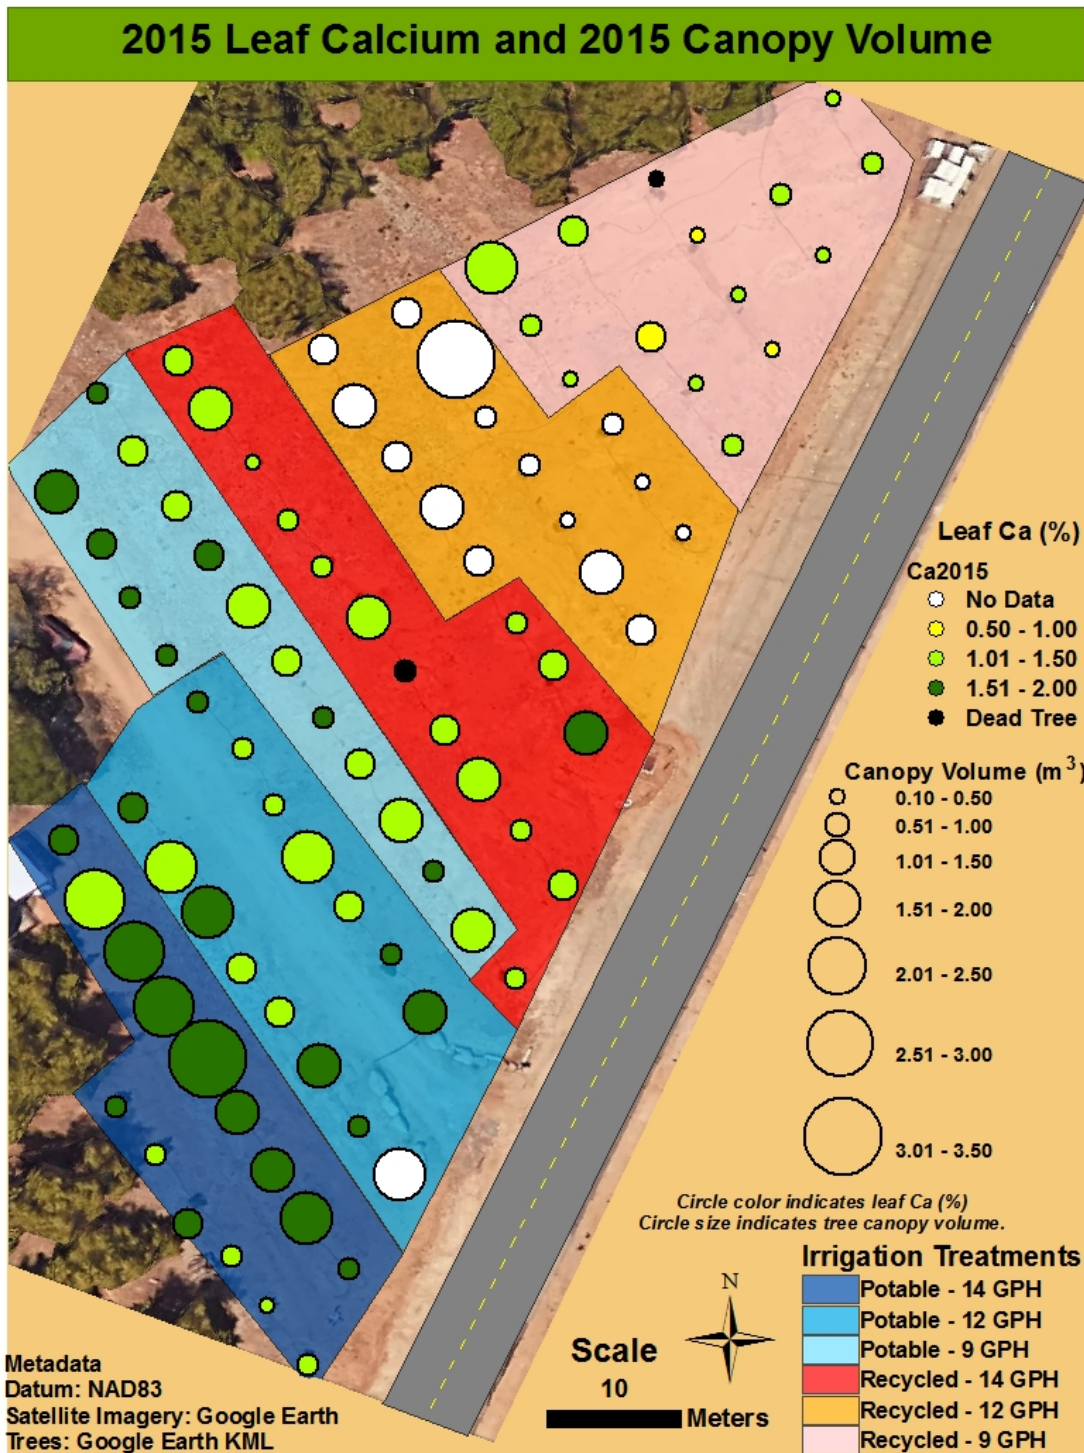 2015 Leaf Calcium and 2015 Canopy Volume
Leaf Ca (%)
Ca2015
No Data
0.50 - 1.00
1.01 - 1.50
1.51 - 2.00
Dead Tree
Canopy Volume (m³)
0.10 - 0.50
0.51 - 1.00
1.01 - 1.50
1.51 - 2.00
2.01 - 2.50
2.51 - 3.00
3.01 - 3.50
Circle color indicates leaf Ca (%)
Circle size indicates tree canopy volume.
Irrigation Treatments
Potable - 14 GPH
Potable - 12 GPH
Potable - 9 GPH
Recycled - 14 GPH
Recycled - 12 GPH
Recycled - 9 GPH
N
Scale
10
Meters
Metadata
Datum: NAD83
Satellite Imagery: Google Earth
Trees: Google Earth KML